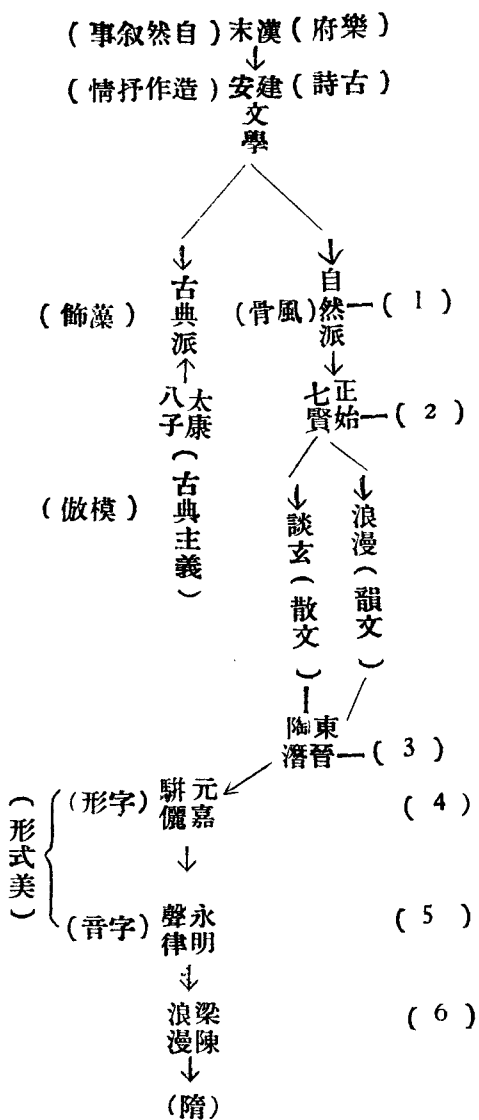 (樂府)漢末(自然叙事)
(古詩)建安文學(造作抒情)
自然派(風骨)
(1)
古典派
(藻飾)
正始
七賢
(2)
太康
八子
(古典主義)
(模倣)
浪漫(韻文)
談玄(散文)
東晉
陶潛
(3)
元嘉
駢儷
(字形)
(4)
(形式美)
永明
聲律
(字音)
(5)
梁陳
浪漫
(6)
(隋)